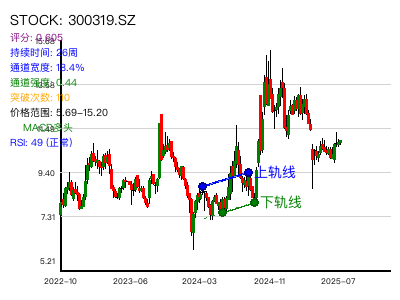 STOCK: 300319.SZ
评分: 0.605
持续时间: 26周
通道宽度: 18.4%
通道强度: 0.44
突破次数:
价格范围: 5.69-15.20
MACD多头
RSI: 49 (正常)
上轨线
下轨线
9.40
7.31
5.21
2022-10
2023-06
2024-03
2024-11
2025-07